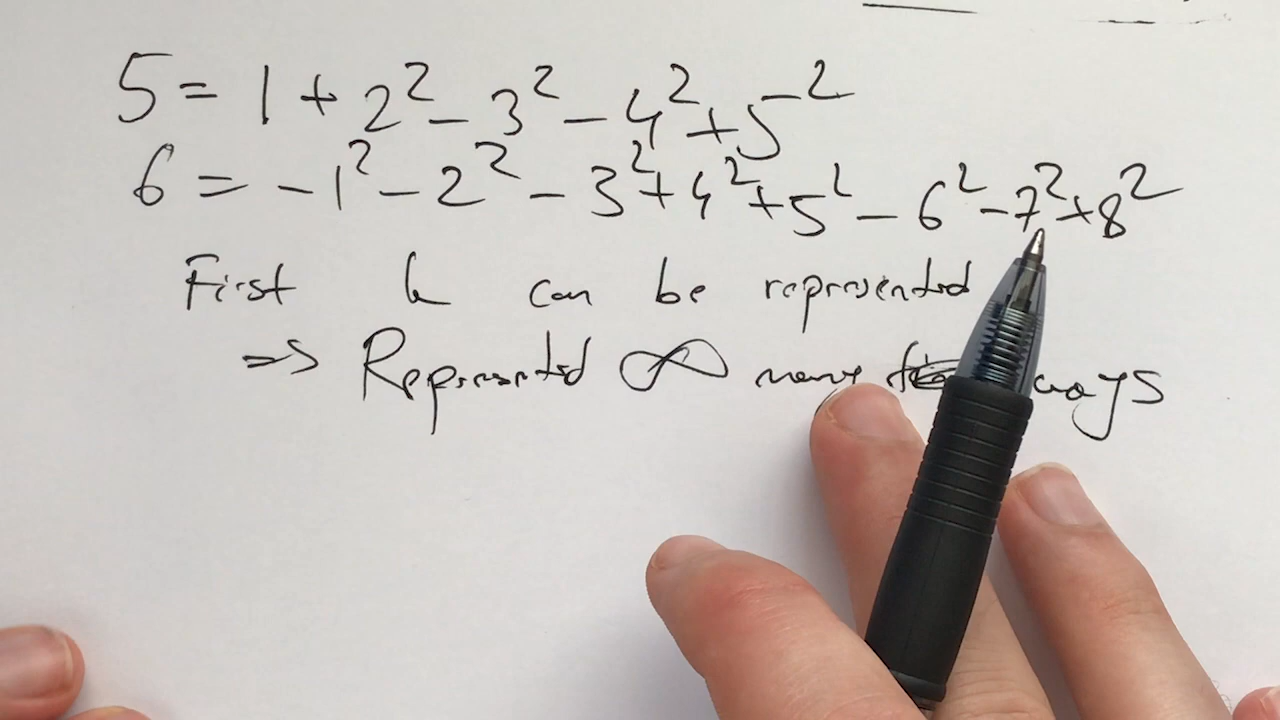 5 = 1 + 2² - 3² - 4² + 5²
6 = -1² - 2² - 3² + 4² + 5² - 6² - 7² + 8²
First k can be represented
=> Represented ∞ many ways